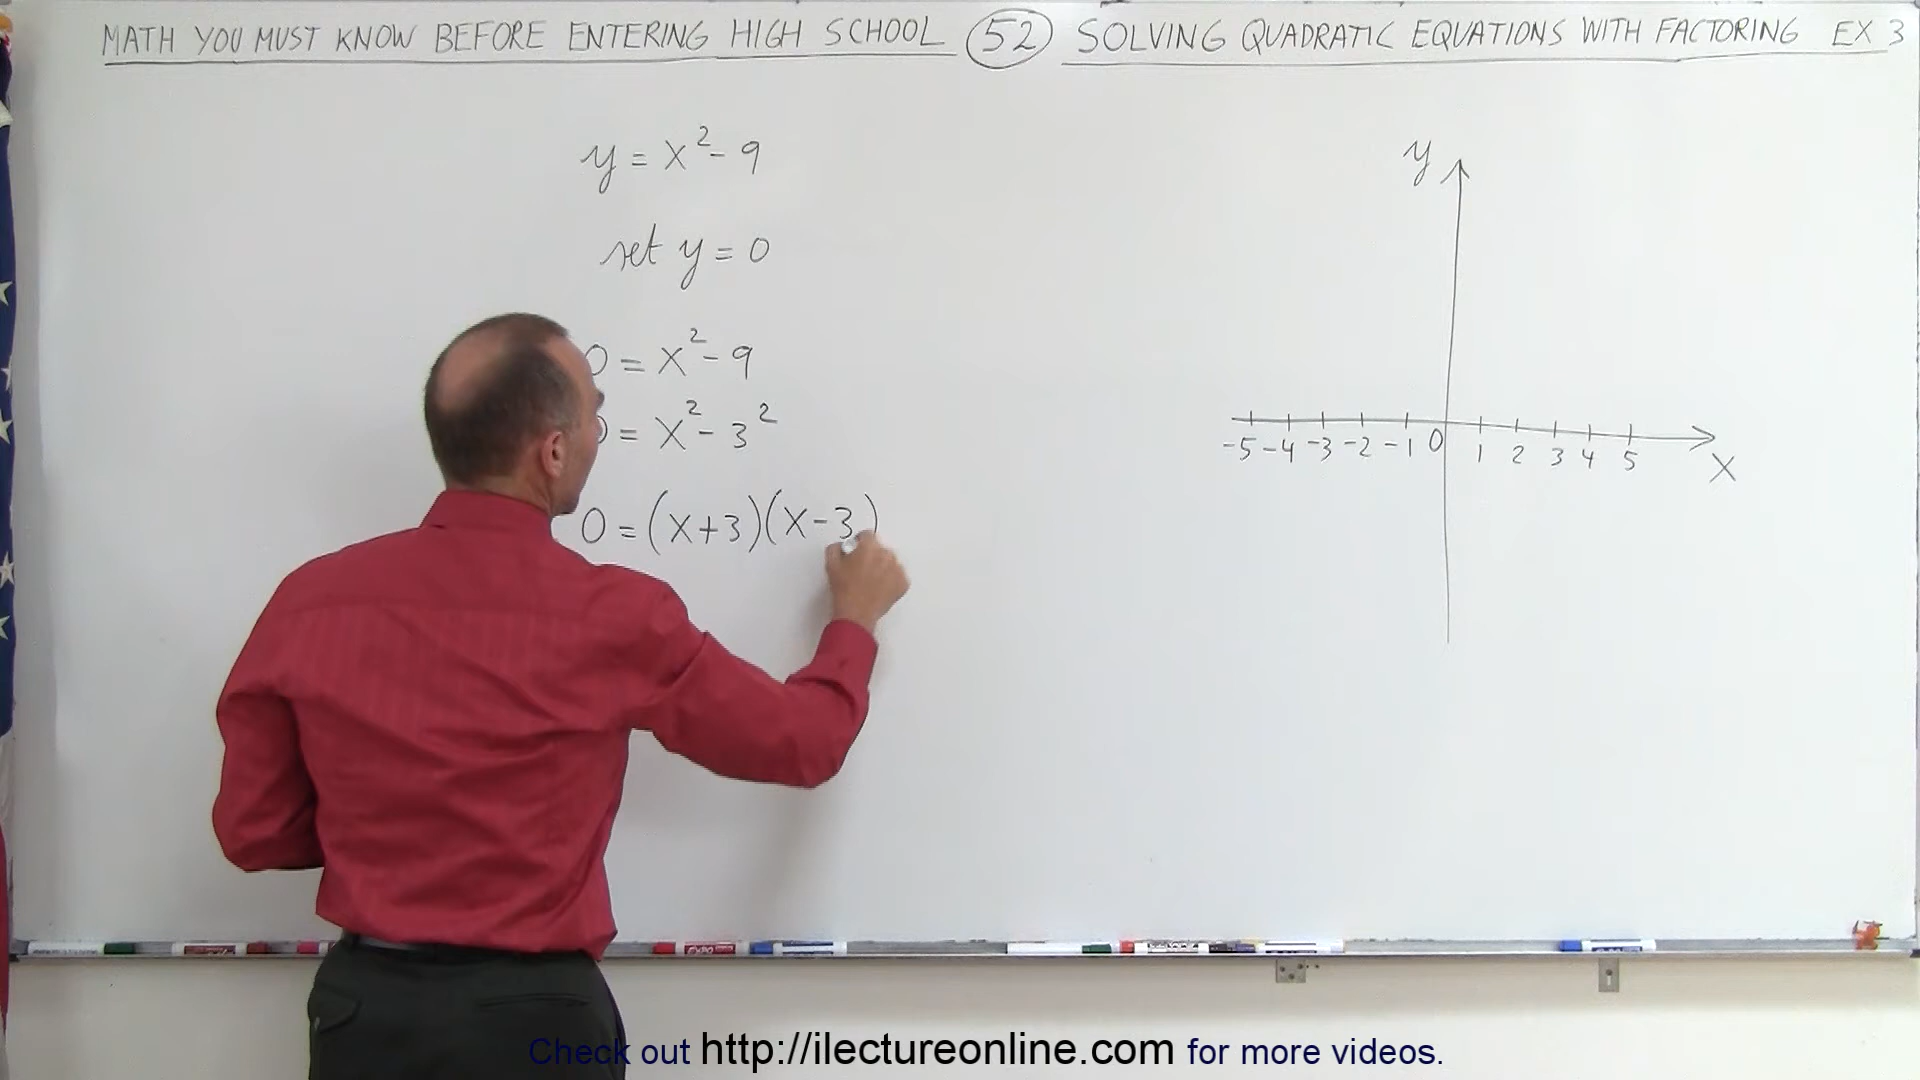 MATH YOU MUST KNOW BEFORE ENTERING HIGH SCHOOL 52 SOLVING QUADRATIC EQUATIONS WITH FACTORING EX 3
y = x² - 9
set y = 0
0 = x² - 9
0 = x² - 3²
0 = (x+3)(x-3)
y
-5 -4 -3 -2 -1 0 1 2 3 4 5
x
Check out http://ilectureonline.com for more videos.